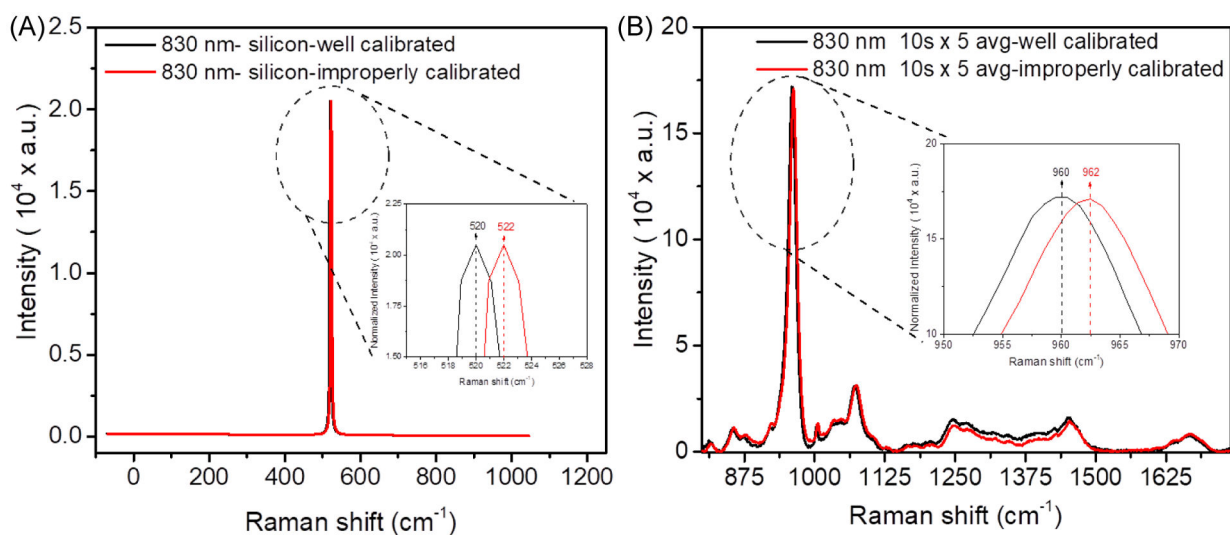 (A)
830 nm- silicon-well calibrated
830 nm- silicon-improperly calibrated
2.5
2.0
1.5
1.0
0.5
0.0
Intensity ( 10⁴ x a.u.)
0 200 400 600 800 1000 1200
Raman shift (cm⁻¹)
520 522
2.25
2.00
1.75
1.50
516 518 520 522 524 526 528
Raman shift (cm⁻¹)
(B)
830 nm 10s x 5 avg-well calibrated
830 nm 10s x 5 avg-improperly calibrated
20
15
10
5
0
Intensity ( 10⁴ x a.u.)
875 1000 1125 1250 1375 1500 1625
Raman shift (cm⁻¹)
960 962
20
15
10
Normalized Intensity ( 10⁴ x a.u.)
950 955 960 965 970
Raman shift (cm⁻¹)